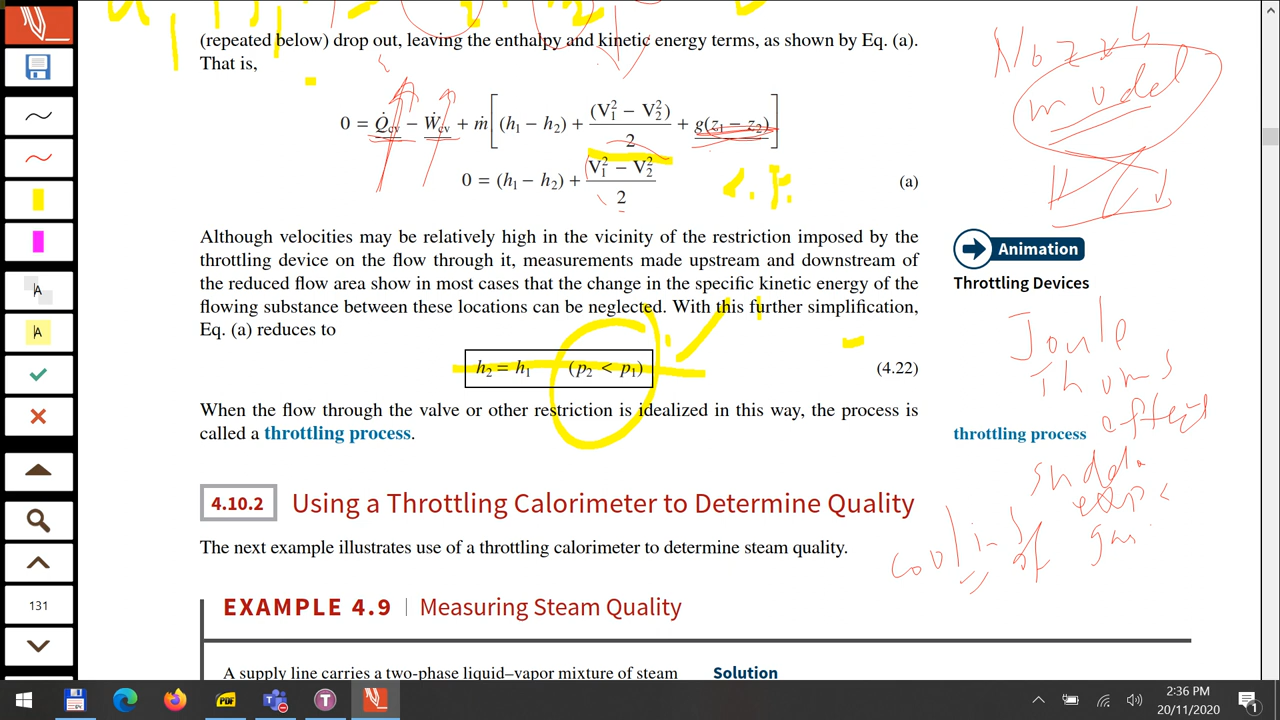 (repeated below) drop out, leaving the enthalpy and kinetic energy terms, as shown by Eq. (a).
That is,
0 = Q̇cv − Ẇcv + ṁ[(h₁ − h₂) + (V₁² − V₂²)/2 + g(z₁ − z₂)]
0 = (h₁ − h₂) + (V₁² − V₂²)/2 (a)
model
Although velocities may be relatively high in the vicinity of the restriction imposed by the
throttling device on the flow through it, measurements made upstream and downstream of
the reduced flow area show in most cases that the change in the specific kinetic energy of the
flowing substance between these locations can be neglected. With this further simplification,
Eq. (a) reduces to
Animation
Throttling Devices
h₂ = h₁ (p₂ < p₁) (4.22)
Joule
When the flow through the valve or other restriction is idealized in this way, the process is
called a throttling process.
throttling process
4.10.2 Using a Throttling Calorimeter to Determine Quality
The next example illustrates use of a throttling calorimeter to determine steam quality.
of
EXAMPLE 4.9 | Measuring Steam Quality
A supply line carries a two-phase liquid–vapor mixture of steam
Solution
A
A
131
PDF
T
2:36 PM
20/11/2020
1